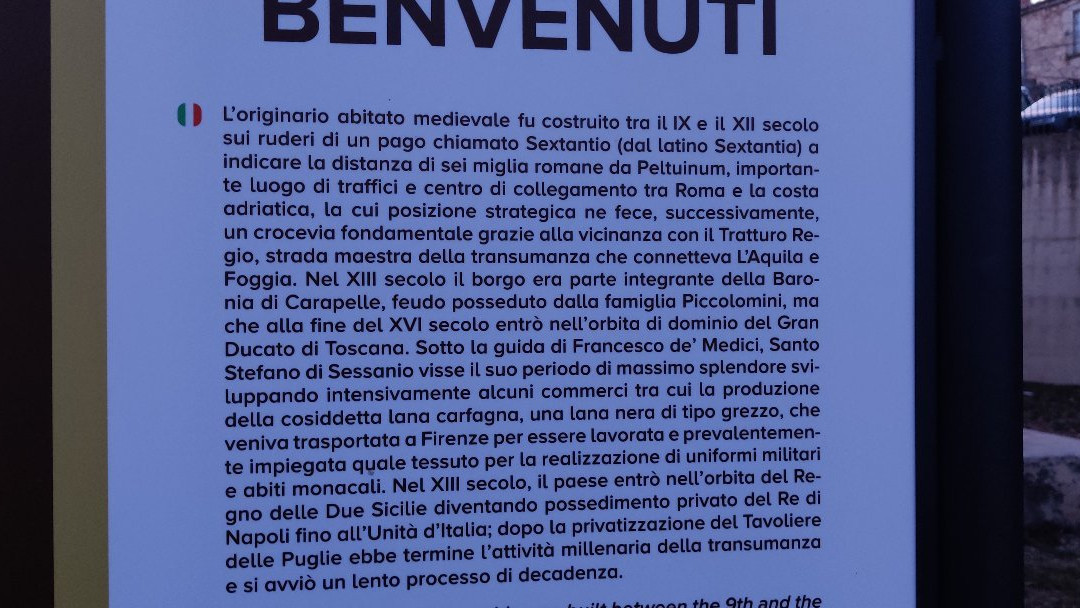 BENVENUTI
L'originario abitato medievale fu costruito tra il IX e il XII secolo
sui ruderi di un pago chiamato Sextantio (dal latino Sextantia) a
indicare la distanza di sei miglia romane da Peltuinum, importan-
te luogo di traffici e centro di collegamento tra Roma e la costa
adriatica, la cui posizione strategica ne fece, successivamente,
un crocevia fondamentale grazie alla vicinanza con il Tratturo Re-
gio, strada maestra della transumanza che connetteva L'Aquila e
Foggia. Nel XIII secolo il borgo era parte integrante della Baro-
nia di Carapelle, feudo posseduto dalla famiglia Piccolomini, ma
che alla fine del XVI secolo entrò nell'orbita di dominio del Gran
Ducato di Toscana. Sotto la guida di Francesco de' Medici, Santo
Stefano di Sessanio visse il suo periodo di massimo splendore svi-
luppando intensivamente alcuni commerci tra cui la produzione
della cosiddetta lana carfagna, una lana nera di tipo grezzo, che
veniva trasportata a Firenze per essere lavorata e prevalentemen-
te impiegata quale tessuto per la realizzazione di uniformi militari
e abiti monacali. Nel XIII secolo, il paese entrò nell'orbita del Re-
gno delle Due Sicilie diventando possedimento privato del Re di
Napoli fino all'Unità d'Italia; dopo la privatizzazione del Tavoliere
delle Puglie ebbe termine l'attività millenaria della transumanza
e si avviò un lento processo di decadenza.
built between the 9th and the